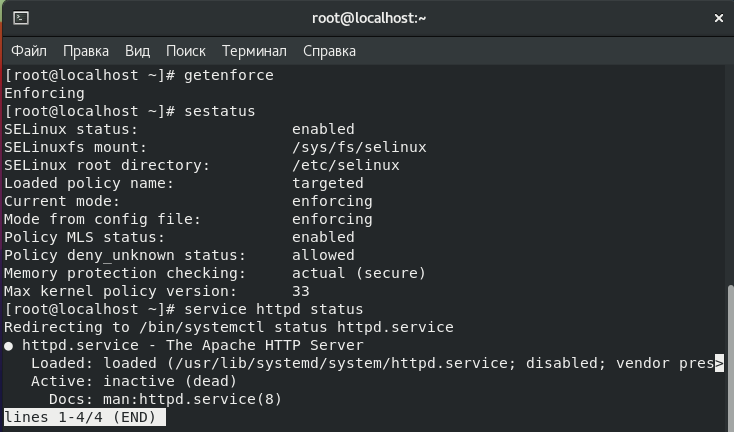 root@localhost:~
Файл Правка Вид Поиск Терминал Справка
[root@localhost ~]# getenforce
Enforcing
[root@localhost ~]# sestatus
SELinux status:                 enabled
SELinuxfs mount:                /sys/fs/selinux
SELinux root directory:         /etc/selinux
Loaded policy name:             targeted
Current mode:                   enforcing
Mode from config file:          enforcing
Policy MLS status:              enabled
Policy deny_unknown status:     allowed
Memory protection checking:     actual (secure)
Max kernel policy version:      33
[root@localhost ~]# service httpd status
Redirecting to /bin/systemctl status httpd.service
● httpd.service - The Apache HTTP Server
   Loaded: loaded (/usr/lib/systemd/system/httpd.service; disabled; vendor pres>
   Active: inactive (dead)
     Docs: man:httpd.service(8)
lines 1-4/4 (END)